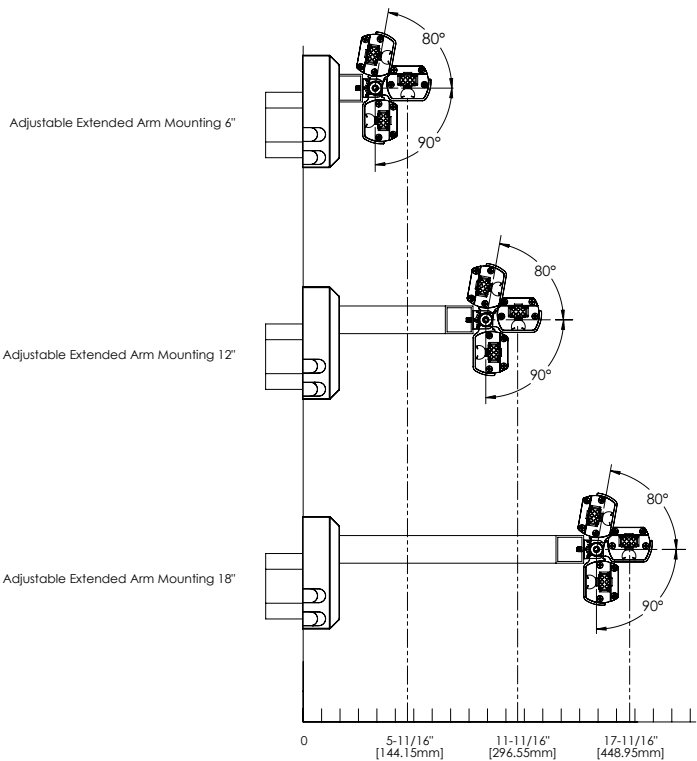 80°
Adjustable Extended Arm Mounting 6"
90°
80°
Adjustable Extended Arm Mounting 12"
90°
80°
Adjustable Extended Arm Mounting 18"
90°
0
5-11/16"
[144.15mm]
11-11/16"
[296.55mm]
17-11/16"
[448.95mm]